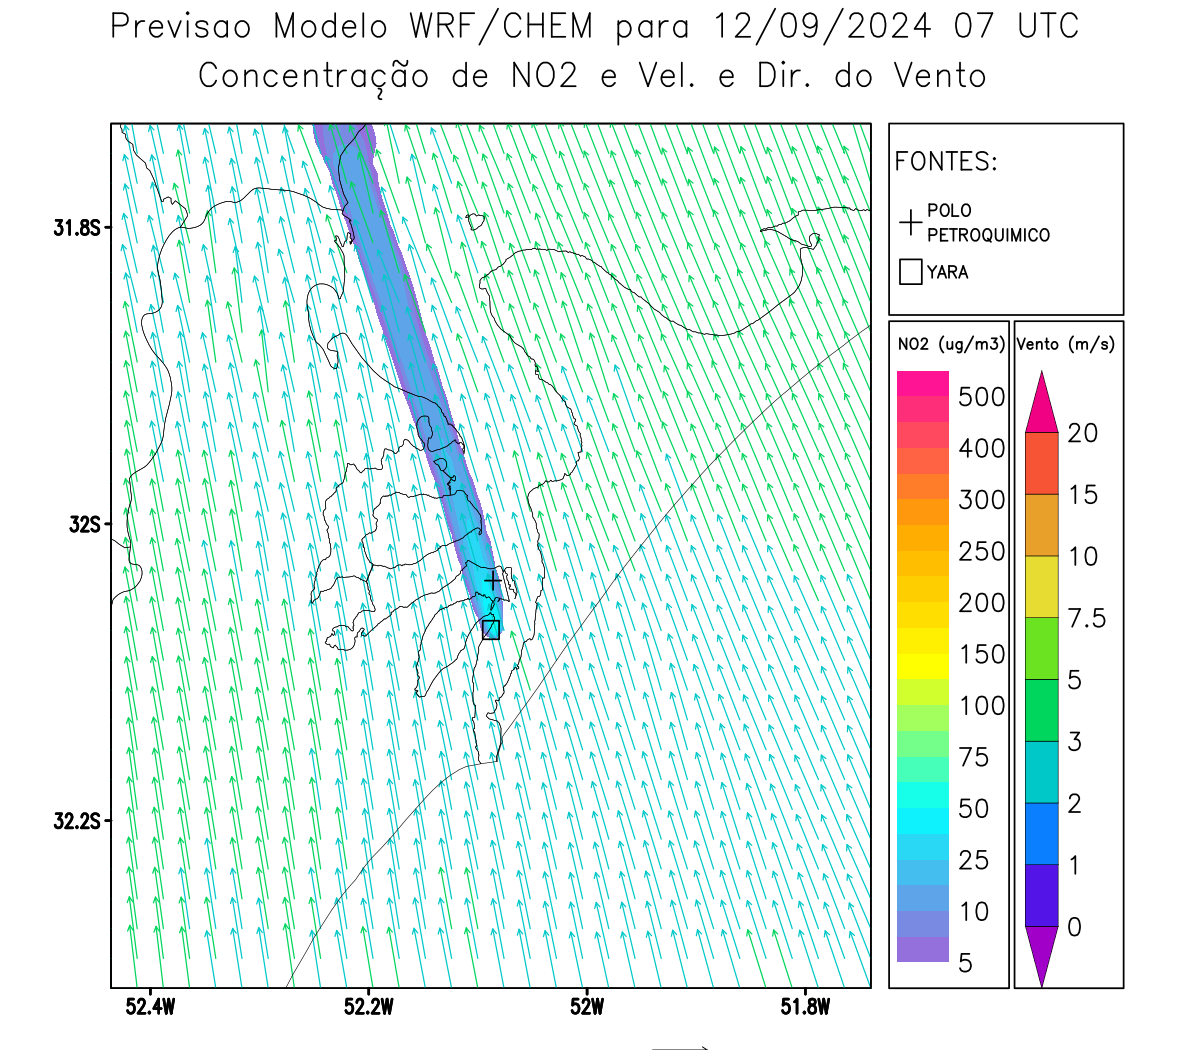 Previsao Modelo WRF/CHEM para 12/09/2024 07 UTC
Concentração de NO2 e Vel. e Dir. do Vento
FONTES:
POLO
PETROQUIMICO
YARA
NO2 (ug/m3)
500
400
300
250
200
150
100
75
50
25
10
5
Vento (m/s)
20
15
10
7.5
5
3
2
1
0
31.8S
32S
32.2S
52.4W 52.2W 52W 51.8W